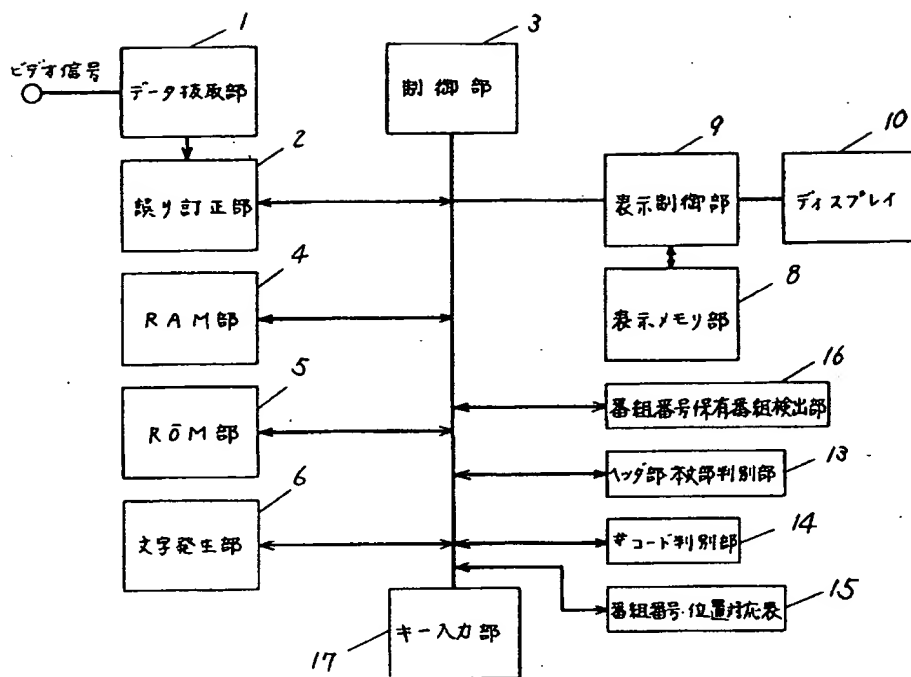 1
3
ビデオ信号
データ抜取部
制御部
2
9
10
誤り訂正部
表示制御部
ディスプレイ
4
8
RAM部
表示メモリ部
5
16
ROM部
番組番号保有番組検出部
13
ヘッダ部・本文部判別部
6
14
文字発生部
#コード判別部
15
番組番号・位置対応表
17
キー入力部